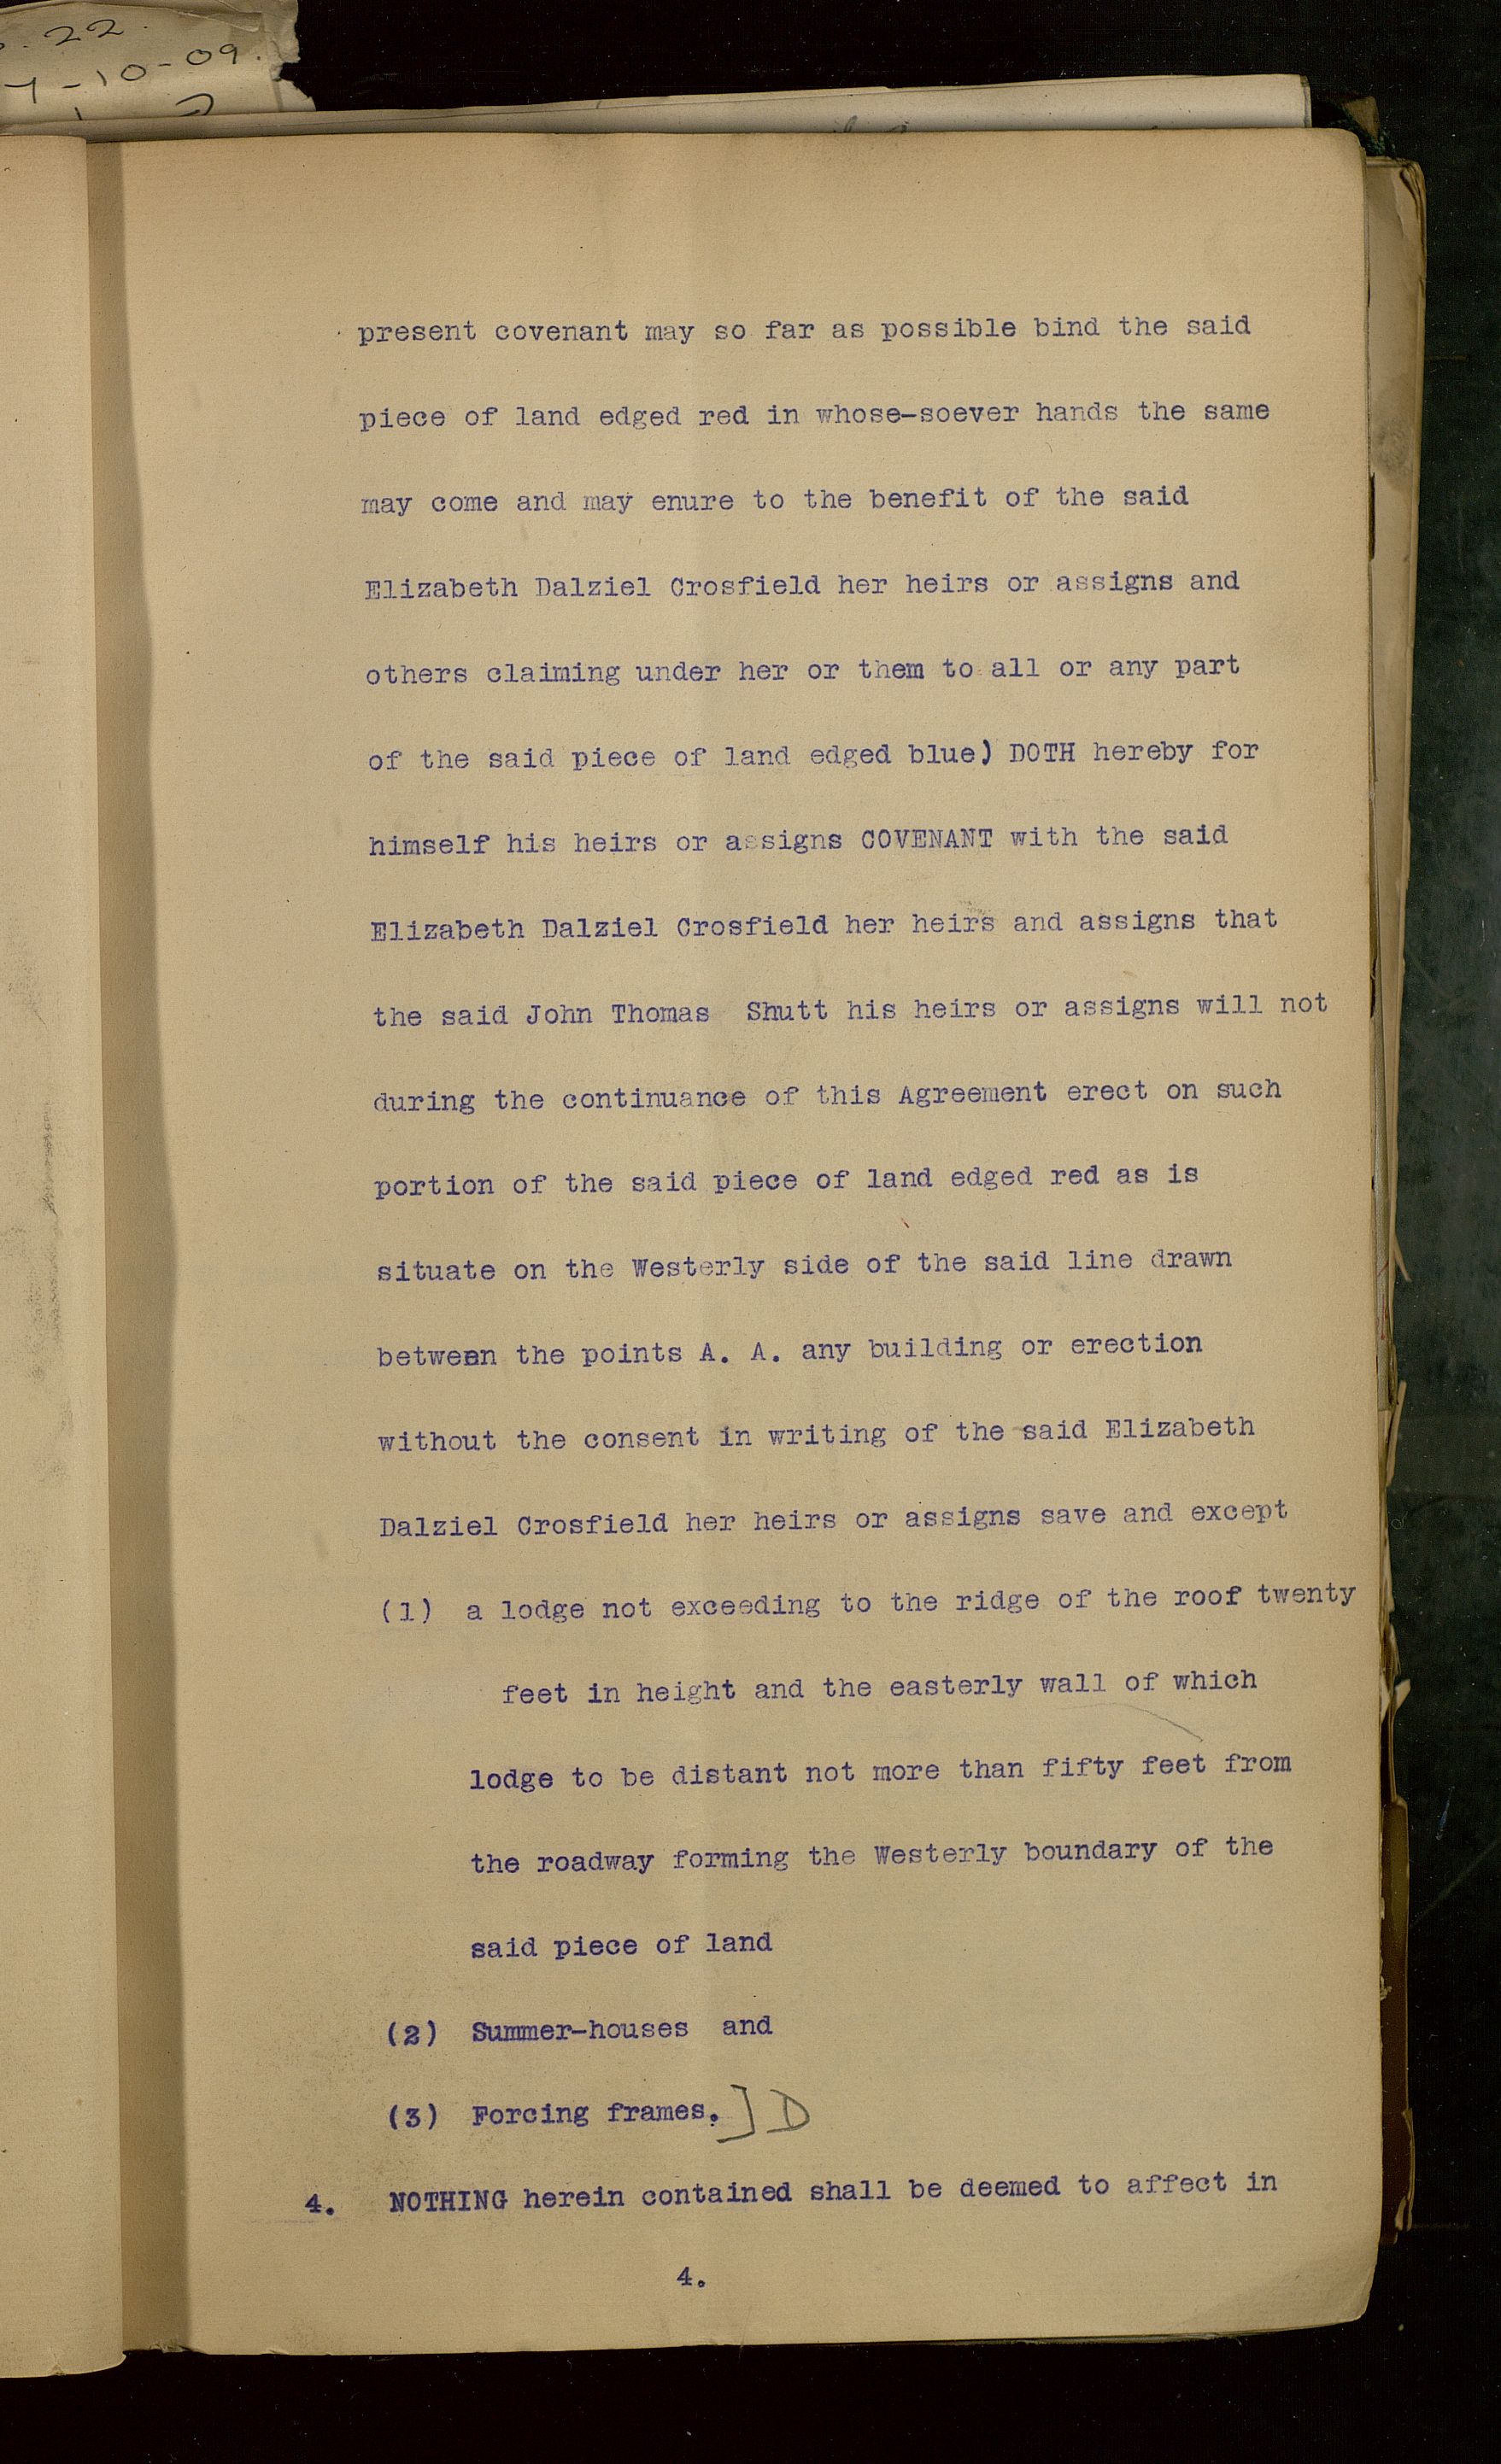 . 22.
-10-09.
present covenant may so far as possible bind the said
piece of land edged red in whose-soever hands the same
may come and may enure to the benefit of the said
Elizabeth Dalziel Crosfield her heirs or assigns and
others claiming under her or them to all or any part
of the said piece of land edged blue) DOTH hereby for
himself his heirs or assigns COVENANT with the said
Elizabeth Dalziel Crosfield her heirs and assigns that
the said John Thomas Shutt his heirs or assigns will not
during the continuance of this Agreement erect on such
portion of the said piece of land edged red as is
situate on the Westerly side of the said line drawn
between the points A. A. any building or erection
without the consent in writing of the said Elizabeth
Dalziel Crosfield her heirs or assigns save and except
(1) a lodge not exceeding to the ridge of the roof twenty
feet in height and the easterly wall of which
lodge to be distant not more than fifty feet from
the roadway forming the Westerly boundary of the
said piece of land
(2) Summer-houses and
(3) Forcing frames. ] D
4. NOTHING herein contained shall be deemed to affect in
4.